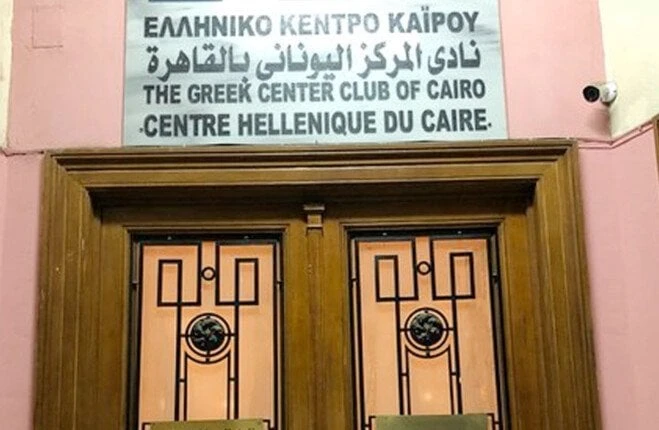 ΕΛΛΗΝΙΚΟ ΚΕΝΤΡΟ ΚΑΪΡΟΥ
نادى المركز اليونانى بالقاهرة
THE GREEK CENTER CLUB OF CAIRO
·CENTRE HELLENIQUE DU CAIRE·